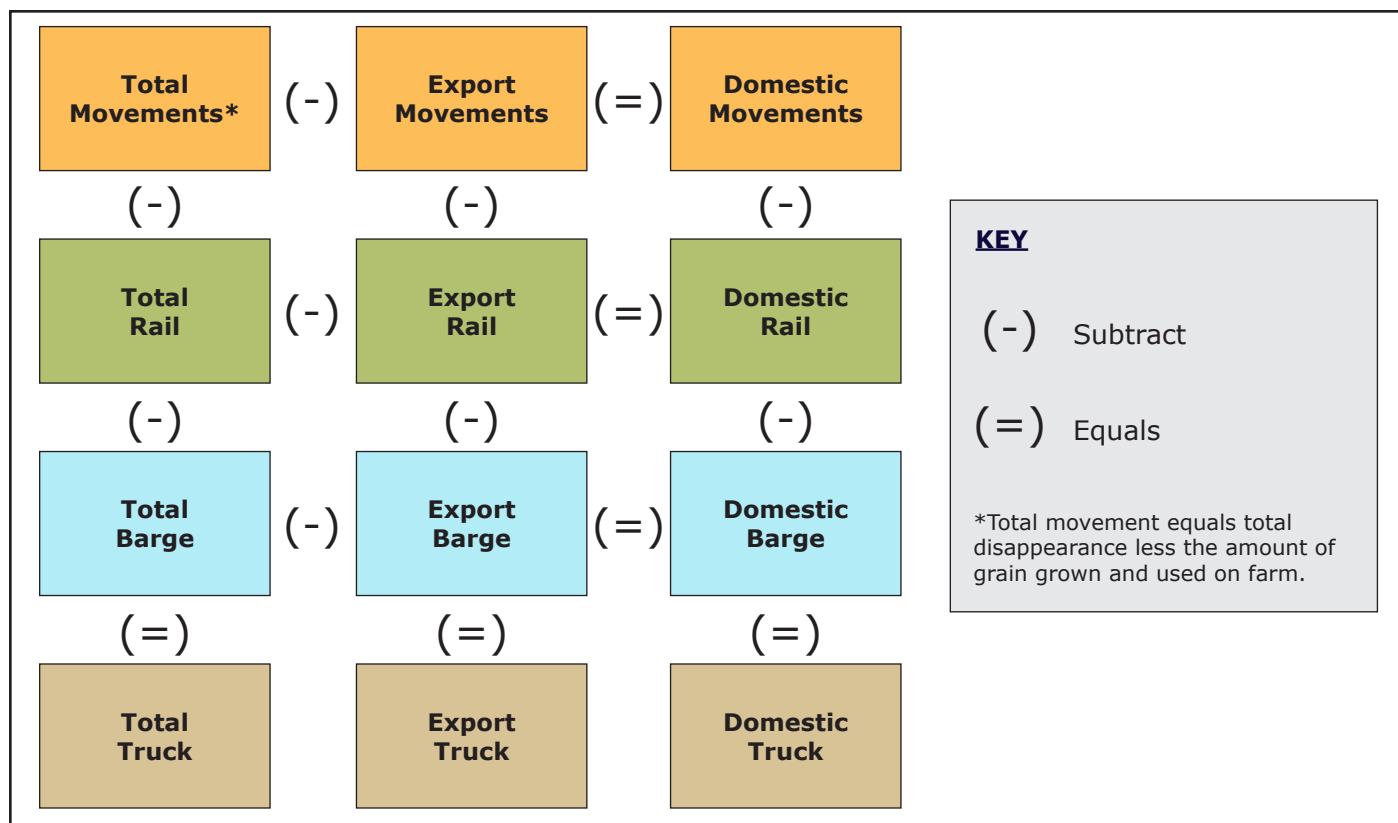 Total
Movements*
(-)
Export
Movements
(=)
Domestic
Movements
(-)
(-)
(-)
Total
Rail
(-)
Export
Rail
(=)
Domestic
Rail
(-)
(-)
(-)
Total
Barge
(-)
Export
Barge
(=)
Domestic
Barge
(=)
(=)
(=)
Total
Truck
Export
Truck
Domestic
Truck
KEY
(-) Subtract
(=) Equals
*Total movement equals total
disappearance less the amount of
grain grown and used on farm.